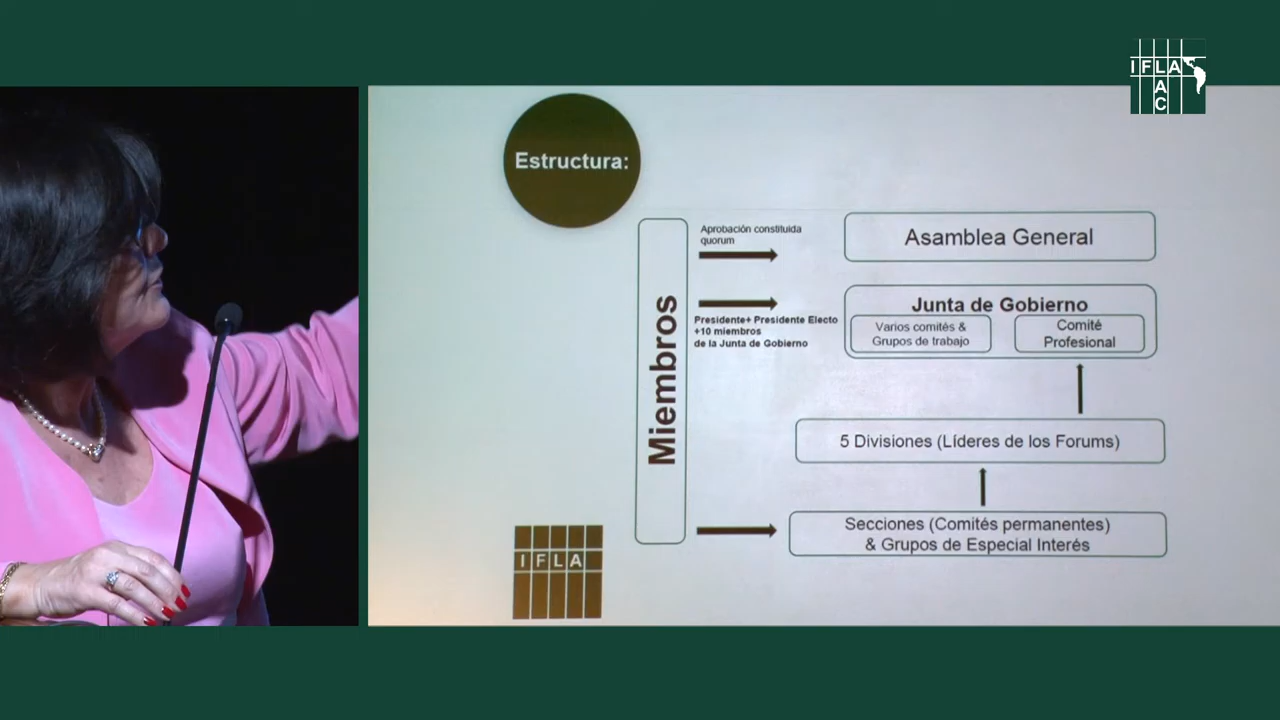 IFLA
A
C
Estructura:
Aprobación constituida
quorum
Asamblea General
Miembros
Presidente+ Presidente Electo
+10 miembros
de la Junta de Gobierno
Junta de Gobierno
Varios comités &
Grupos de trabajo
Comité
Profesional
5 Divisiones (Líderes de los Forums)
Secciones (Comités permanentes)
& Grupos de Especial Interés
IFLA